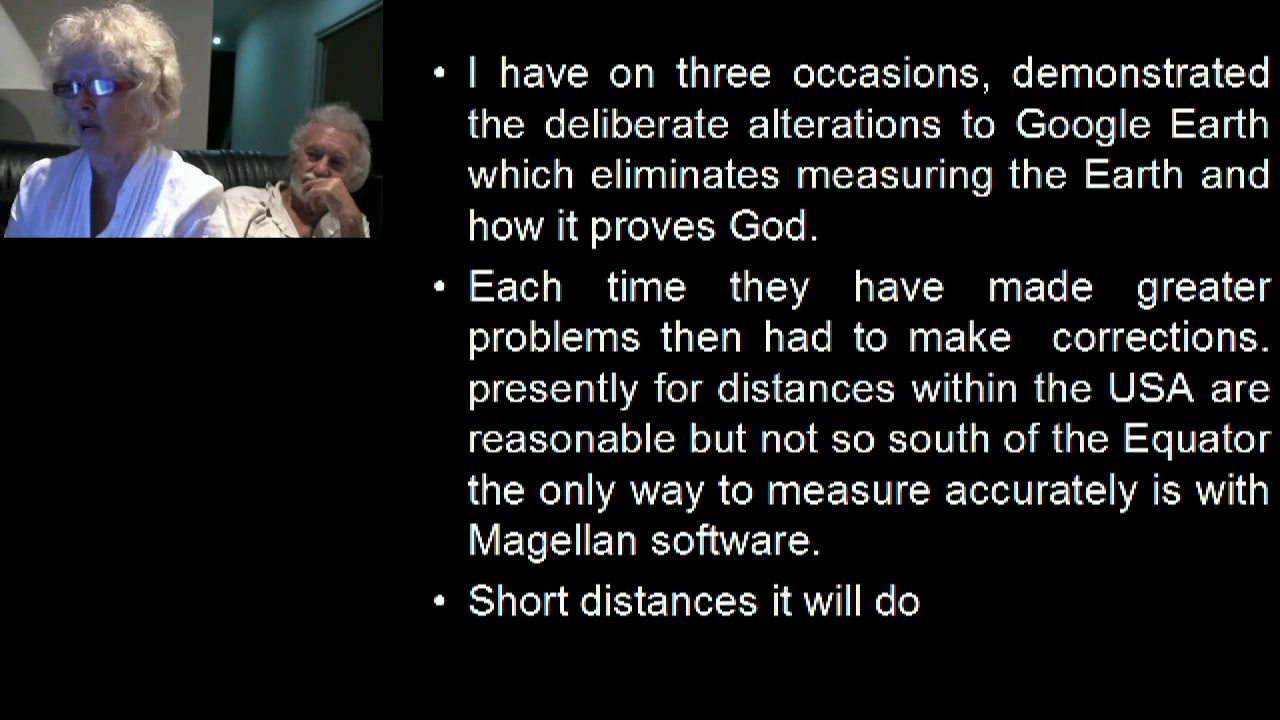 • I have on three occasions, demonstrated
the deliberate alterations to Google Earth
which eliminates measuring the Earth and
how it proves God.
• Each time they have made greater
problems then had to make corrections.
presently for distances within the USA are
reasonable but not so south of the Equator
the only way to measure accurately is with
Magellan software.
• Short distances it will do